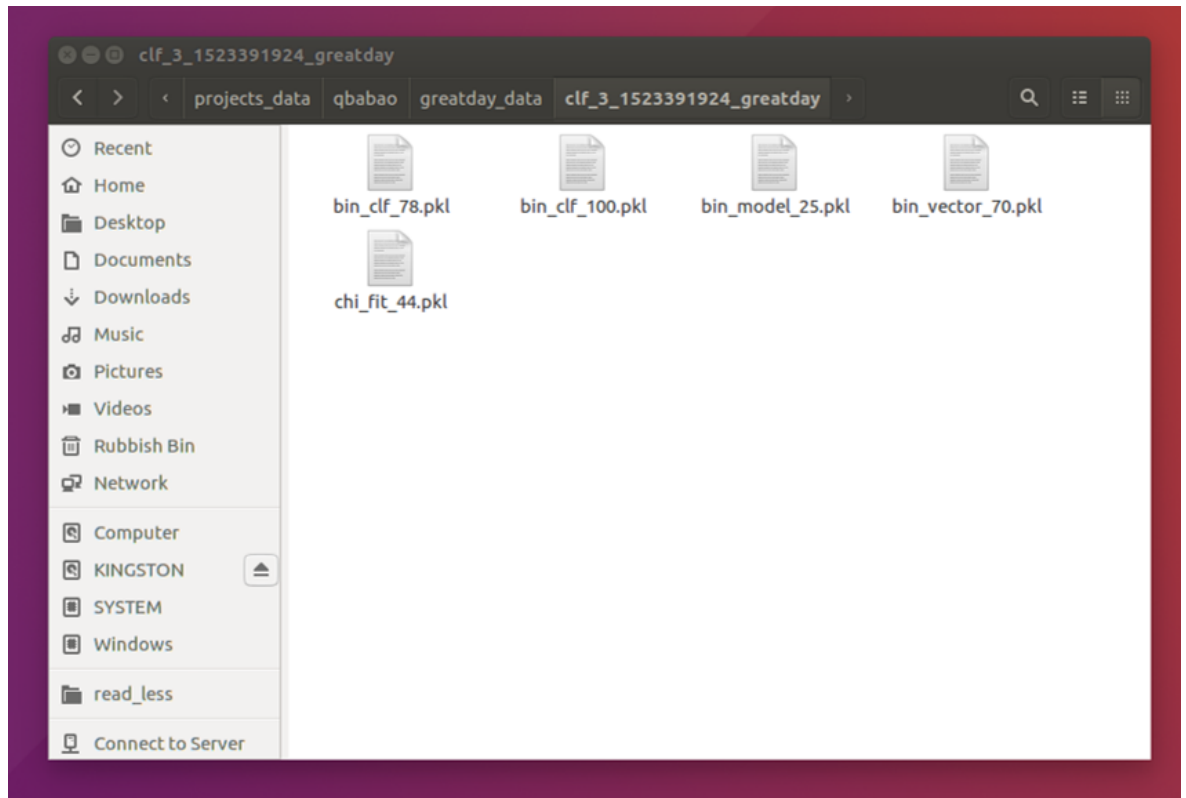 clf_3_1523391924_greatday
projects_data qbabao greatday_data clf_3_1523391924_greatday
Recent
Home
Desktop
Documents
Downloads
Music
Pictures
Videos
Rubbish Bin
Network
Computer
KINGSTON
SYSTEM
Windows
read_less
Connect to Server
bin_clf_78.pkl bin_clf_100.pkl bin_model_25.pkl bin_vector_70.pkl
chi_fit_44.pkl